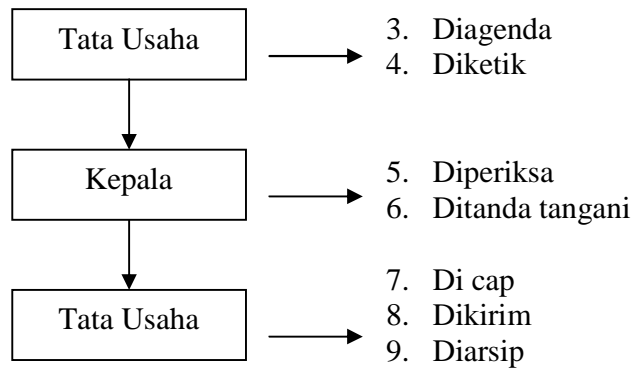 Tata Usaha
3. Diagenda
4. Diketik
Kepala
5. Diperiksa
6. Ditanda tangani
Tata Usaha
7. Di cap
8. Dikirim
9. Diarsip